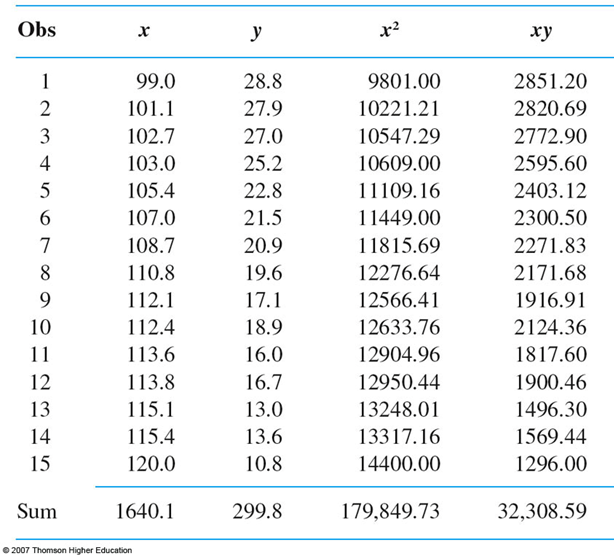 Obs x y x² xy
1 99.0 28.8 9801.00 2851.20
2 101.1 27.9 10221.21 2820.69
3 102.7 27.0 10547.29 2772.90
4 103.0 25.2 10609.00 2595.60
5 105.4 22.8 11109.16 2403.12
6 107.0 21.5 11449.00 2300.50
7 108.7 20.9 11815.69 2271.83
8 110.8 19.6 12276.64 2171.68
9 112.1 17.1 12566.41 1916.91
10 112.4 18.9 12633.76 2124.36
11 113.6 16.0 12904.96 1817.60
12 113.8 16.7 12950.44 1900.46
13 115.1 13.0 13248.01 1496.30
14 115.4 13.6 13317.16 1569.44
15 120.0 10.8 14400.00 1296.00
Sum 1640.1 299.8 179,849.73 32,308.59
© 2007 Thomson Higher Education